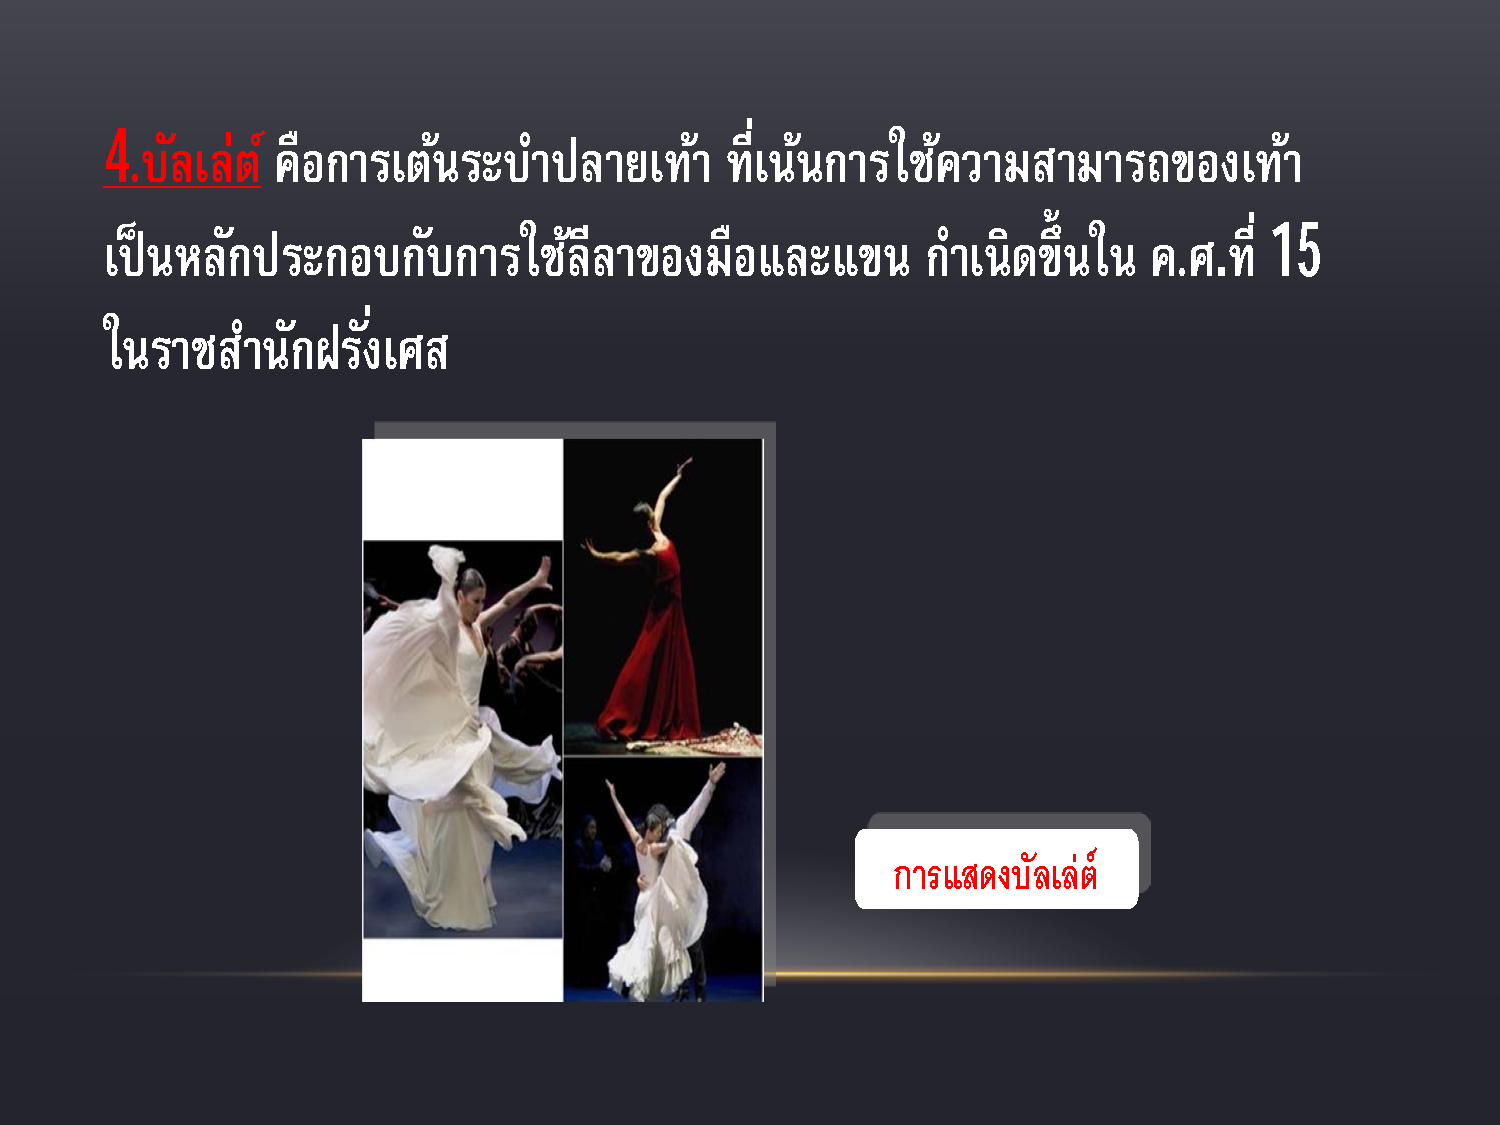 4.บัลเล่ต์ คือการเต้นระบำปลายเท้า ที่เน้นการใช้ความสามารถของเท้า
เป็นหลักประกอบกับการใช้ลีลาของมือและแขน กำเนิดขึ้นใน ค.ศ.ที่ 15
ในราชสำนักฝรั่งเศส
การแสดงบัลเล่ต์